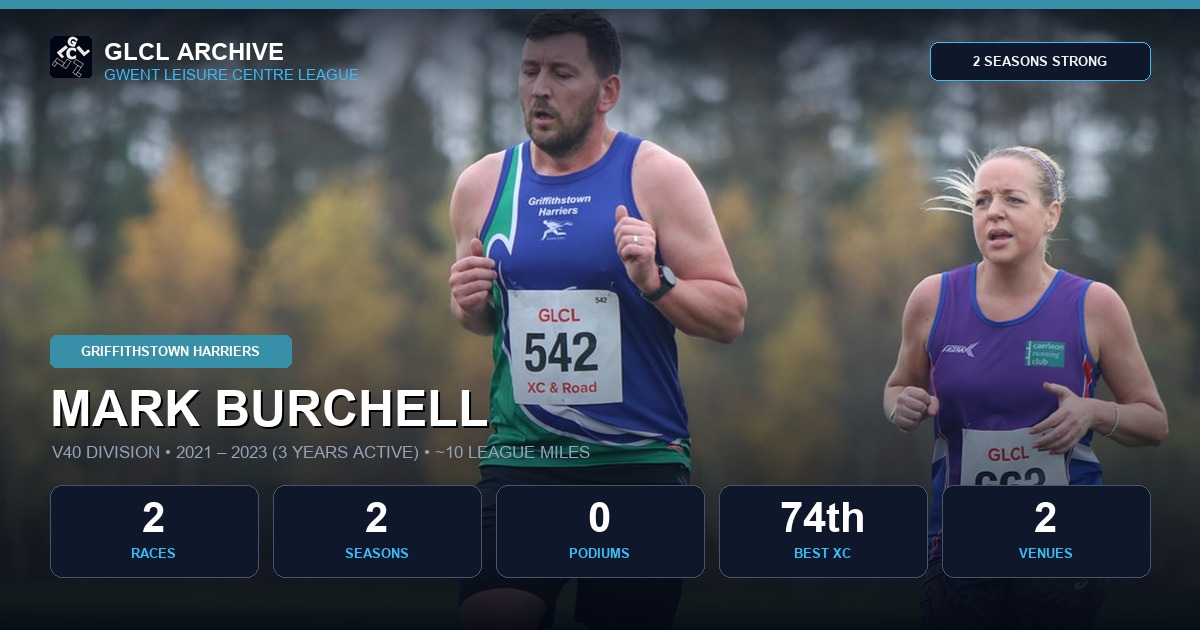 GLCL ARCHIVE
GWENT LEISURE CENTRE LEAGUE
2 SEASONS STRONG
Griffithstown
Harriers
542
GLCL
542
XC & Road
caerleon
running
club
GLCL
663
GRIFFITHSTOWN HARRIERS
MARK BURCHELL
V40 DIVISION • 2021 – 2023 (3 YEARS ACTIVE) • ~10 LEAGUE MILES
2
RACES
2
SEASONS
0
PODIUMS
74th
BEST XC
2
VENUES